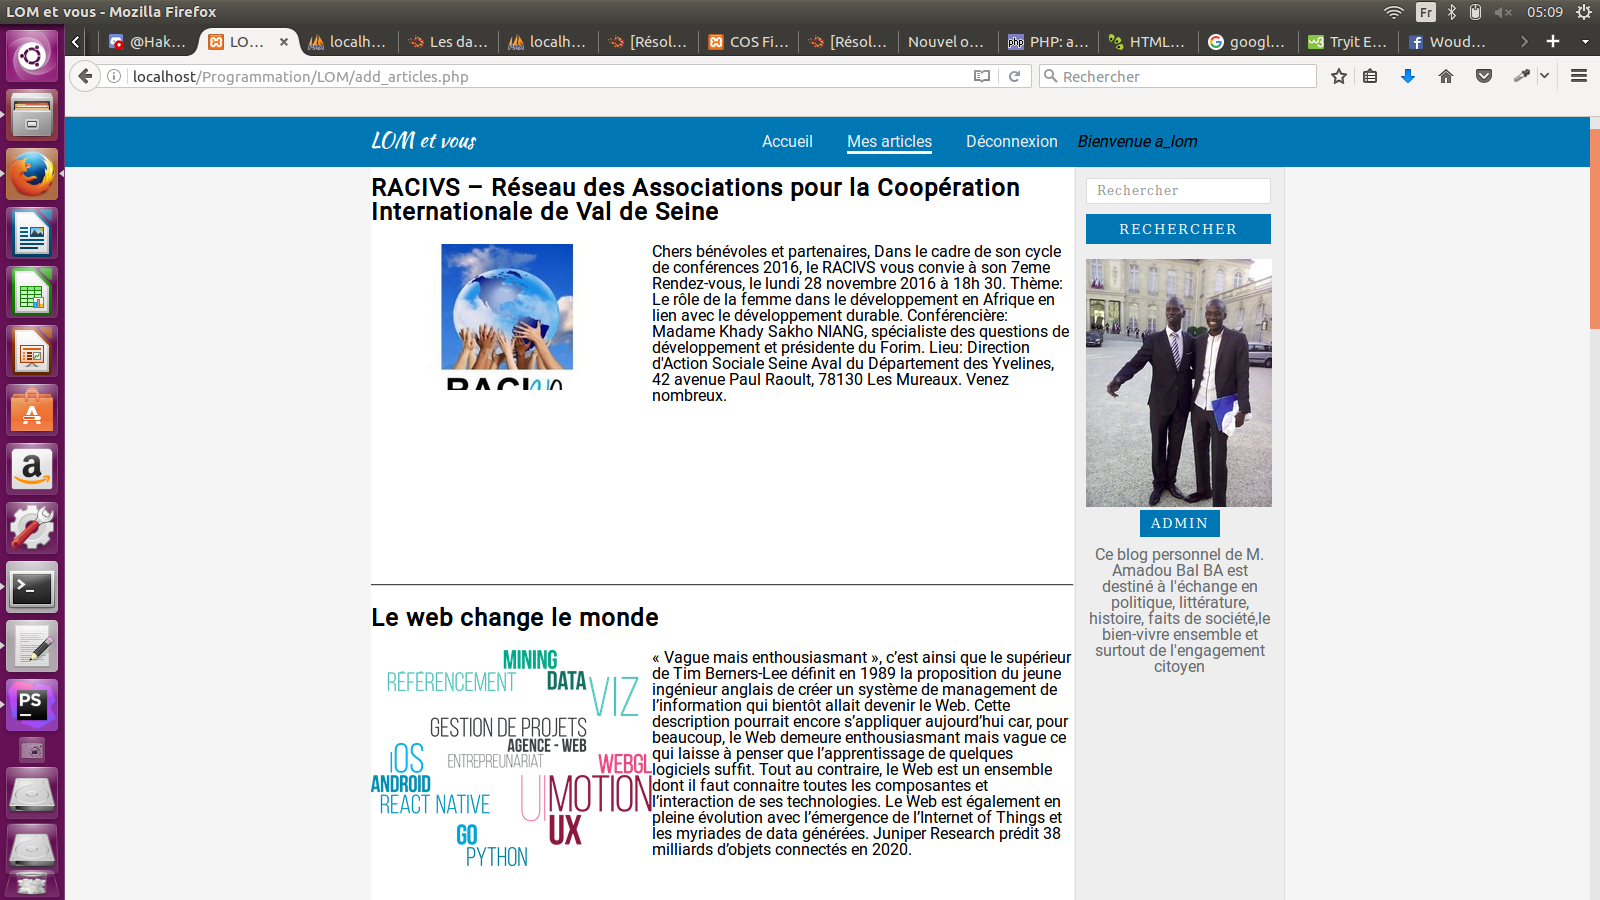 LOM et vous - Mozilla Firefox
Fr
05:09
@Hak...
LO...
localh...
Les da...
localh...
[Résol...
COS Fi...
[Résol...
Nouvel o...
PHP: a...
HTML...
googl...
Tryit E...
Woud...
localhost/Programmation/LOM/add_articles.php
Rechercher
LOM et vous
Accueil
Mes articles
Déconnexion
Bienvenue a_lom
RACIVS – Réseau des Associations pour la Coopération
Internationale de Val de Seine
Chers bénévoles et partenaires, Dans le cadre de son cycle
de conférences 2016, le RACIVS vous convie à son 7eme
Rendez-vous, le lundi 28 novembre 2016 à 18h 30. Thème:
Le rôle de la femme dans le développement en Afrique en
lien avec le développement durable. Conférencière:
Madame Khady Sakho NIANG, spécialiste des questions de
développement et présidente du Forim. Lieu: Direction
d'Action Sociale Seine Aval du Département des Yvelines,
42 avenue Paul Raoult, 78130 Les Mureaux. Venez
nombreux.
Le web change le monde
MINING
RÉFÉRENCEMENT
DATA
VIZ
GESTION DE PROJETS
AGENCE - WEB
IOS
ENTREPREUNARIAT
WEBGL
ANDROID
REACT NATIVE
UI
MOTION
UX
GO
PYTHON
« Vague mais enthousiasmant », c’est ainsi que le supérieur
de Tim Berners-Lee définit en 1989 la proposition du jeune
ingénieur anglais de créer un système de management de
l’information qui bientôt allait devenir le Web. Cette
description pourrait encore s’appliquer aujourd’hui car, pour
beaucoup, le Web demeure enthousiasmant mais vague ce
qui laisse à penser que l’apprentissage de quelques
logiciels suffit. Tout au contraire, le Web est un ensemble
dont il faut connaitre toutes les composantes et
l’interaction de ses technologies. Le Web est également en
pleine évolution avec l’émergence de l’Internet of Things et
les myriades de data générées. Juniper Research prédit 38
milliards d’objets connectés en 2020.
Rechercher
RECHERCHER
ADMIN
Ce blog personnel de M.
Amadou Bal BA est
destiné à l'échange en
politique, littérature,
histoire, faits de société,le
bien-vivre ensemble et
surtout de l'engagement
citoyen
PS